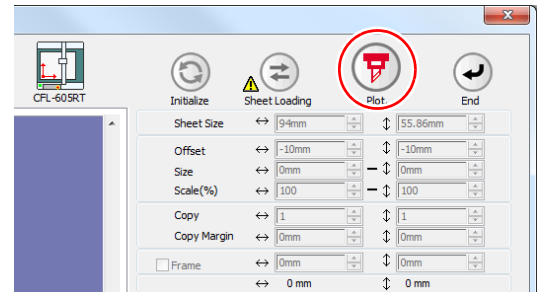 CFL-605RT
Initialize Sheet Loading Plot End
Sheet Size ↔ 94mm ↕ 55.86mm
Offset ↔ -10mm ↕ -10mm
Size ↔ 0mm ↕ 0mm
Scale(%) ↔ 100 ↕ 100
Copy ↔ 1 ↕ 1
Copy Margin ↔ 0mm ↕ 0mm
Frame ↔ 0mm ↕ 0mm
↔ 0 mm ↕ 0 mm